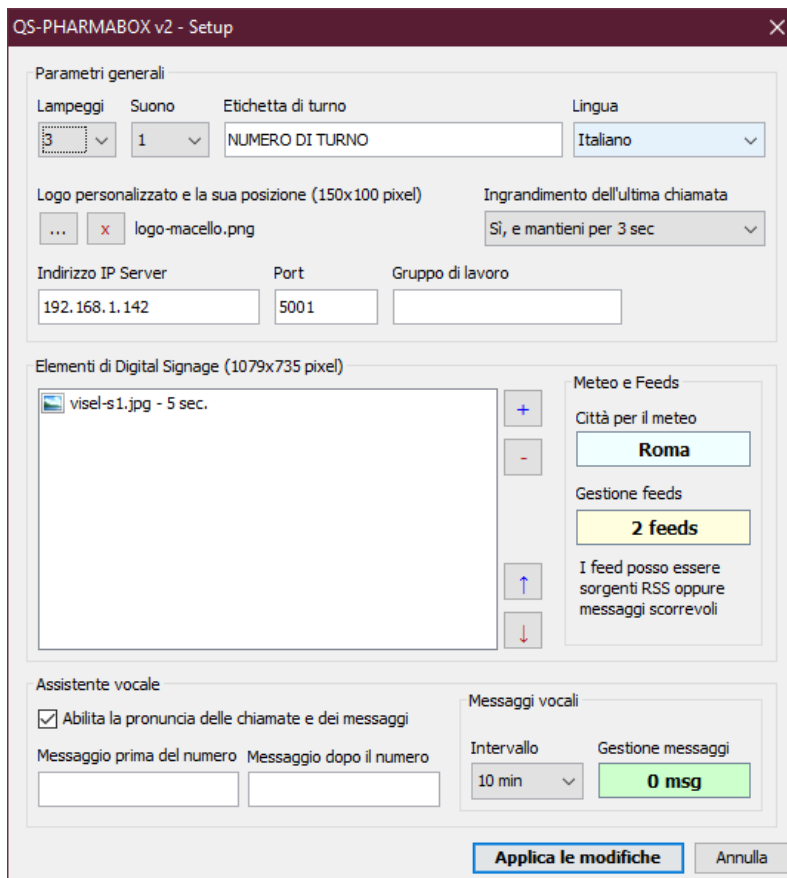 QS-PHARMABOX v2 - Setup
Parametri generali
Lampeggi Suono Etichetta di turno Lingua
3 1 NUMERO DI TURNO Italiano
Logo personalizzato e la sua posizione (150x100 pixel) Ingrandimento dell'ultima chiamata
... x logo-macello.png Sì, e mantieni per 3 sec
Indirizzo IP Server Port Gruppo di lavoro
192.168.1.142 5001
Elementi di Digital Signage (1079x735 pixel)
visel-s1.jpg - 5 sec.
+
-
↑
↓
Meteo e Feeds
Città per il meteo
Roma
Gestione feeds
2 feeds
I feed posso essere
sorgenti RSS oppure
messaggi scorrevoli
Assistente vocale
Abilita la pronuncia delle chiamate e dei messaggi
Messaggio prima del numero Messaggio dopo il numero
Messaggi vocali
Intervallo Gestione messaggi
10 min 0 msg
Applica le modifiche Annulla